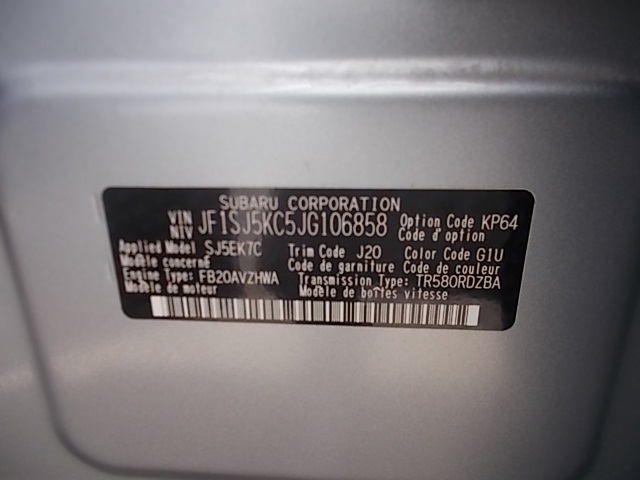 SUBARU CORPORATION
VIN
NIV JF1SJ5KC5JG106858 Option Code KP64
Code d'option
Applied Model SJ5EK7C Trim Code J20 Color Code G1U
Modèle concerné Code de garniture Code de couleur
Engine Type: FB20AVZHWA Transmission Type: TR580RDZBA
Modèle de moteur Modèle de boîtes vitesse